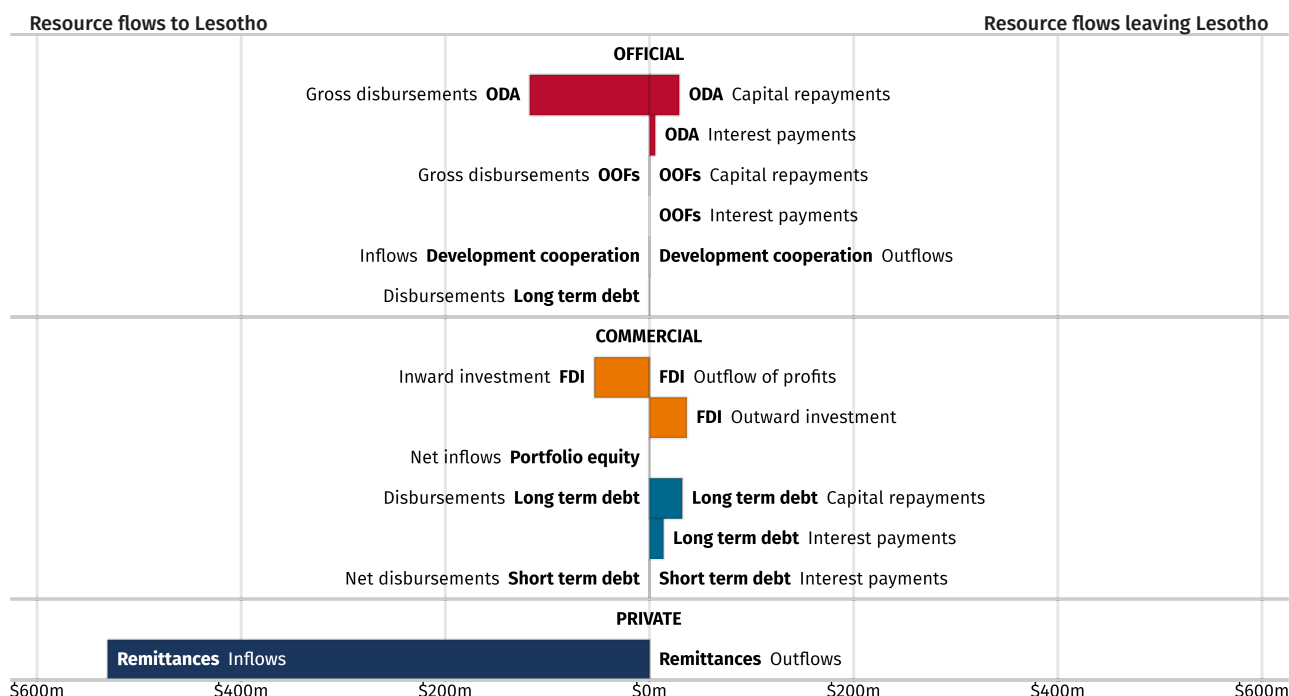 Resource flows to Lesotho Resource flows leaving Lesotho
OFFICIAL
Gross disbursements ODA ODA Capital repayments
ODA Interest payments
Gross disbursements OOFs OOFs Capital repayments
OOFs Interest payments
Inflows Development cooperation Development cooperation Outflows
Disbursements Long term debt
COMMERCIAL
Inward investment FDI FDI Outflow of profits
FDI Outward investment
Net inflows Portfolio equity
Disbursements Long term debt Long term debt Capital repayments
Long term debt Interest payments
Net disbursements Short term debt Short term debt Interest payments
PRIVATE
Remittances Inflows Remittances Outflows
$600m $400m $200m $0m $200m $400m $600m